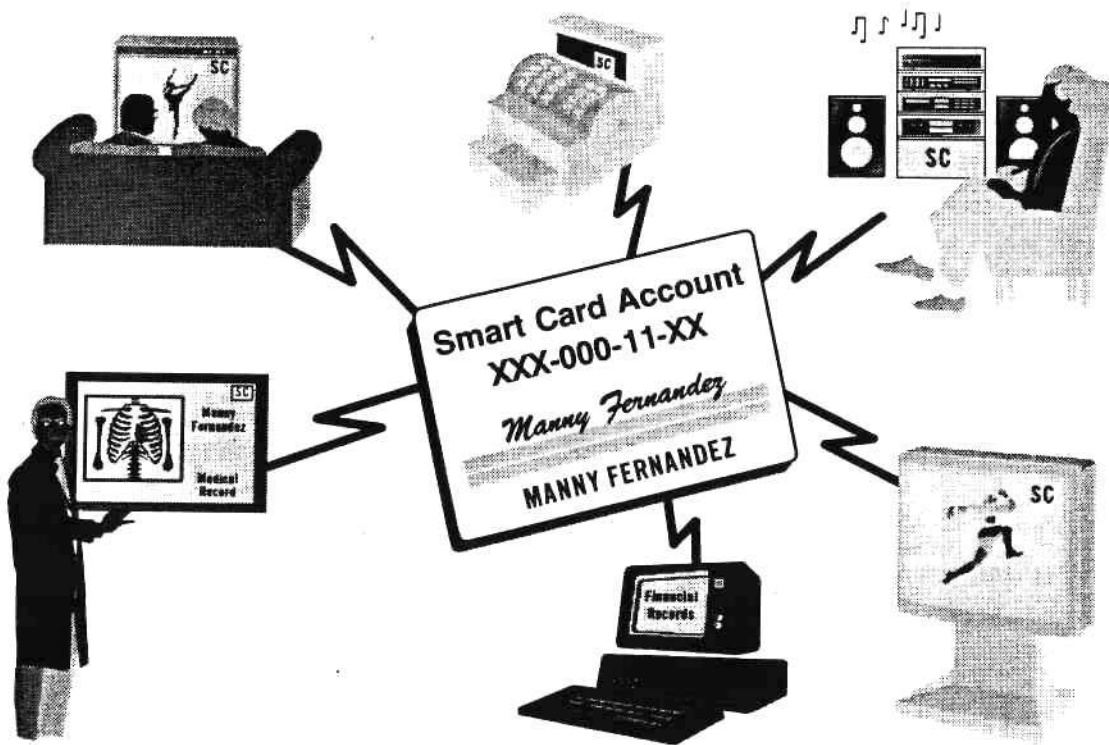 SC
SC
SC
Smart Card Account
XXX-000-11-XX
Manny Fernandez
MANNY FERNANDEZ
SC
Manny
Fernandez
Medical
Record
SC
Financial
Records